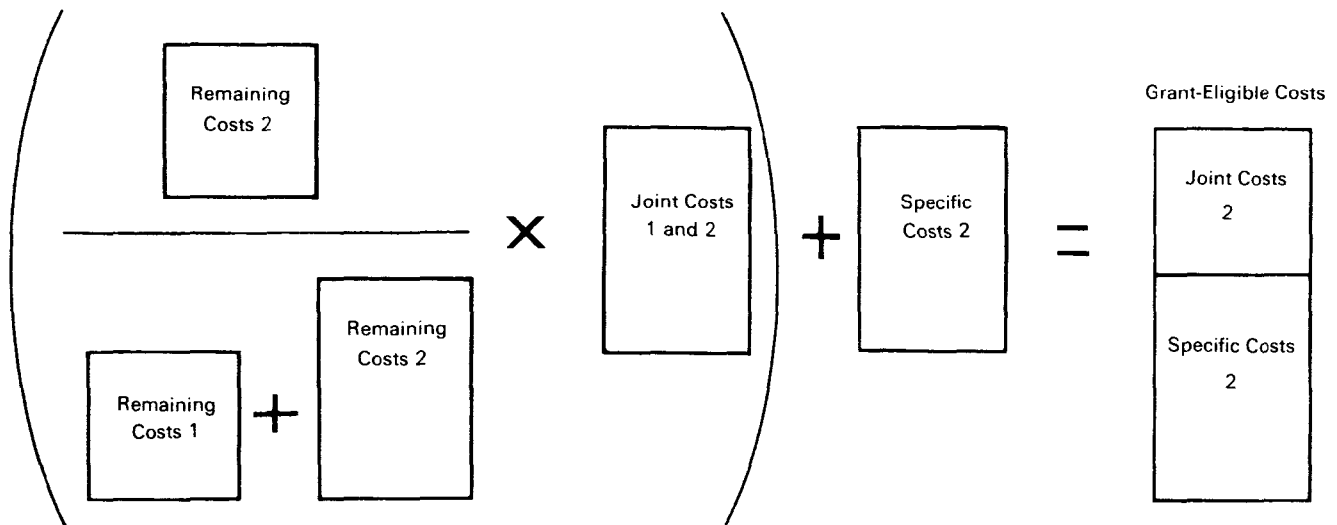 Remaining
Costs 2
Remaining
Costs 1
+
Remaining
Costs 2
×
Joint Costs
1 and 2
+
Specific
Costs 2
=
Grant-Eligible Costs
Joint Costs
2
Specific Costs
2